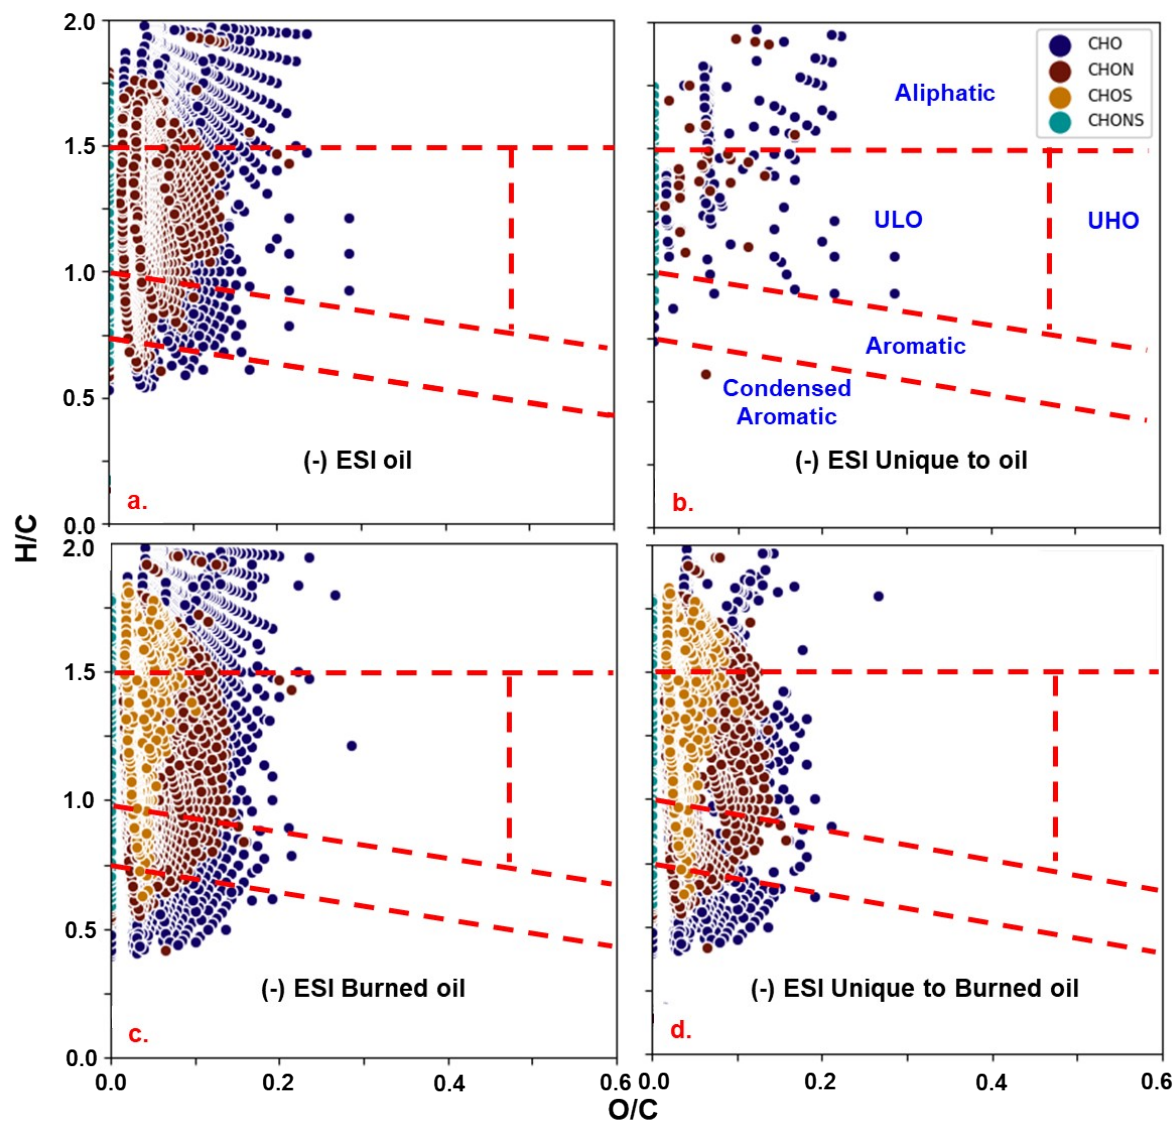 2.0
1.5
1.0
0.5
0.0
H/C
(-) ESI oil
a.
CHO
CHON
CHOS
CHONS
Aliphatic
ULO
UHO
Aromatic
Condensed
Aromatic
(-) ESI Unique to oil
b.
2.0
1.5
1.0
0.5
0.0
(-) ESI Burned oil
c.
(-) ESI Unique to Burned oil
d.
0.0
0.2
0.4
0.6
0.0
0.2
0.4
0.6
O/C